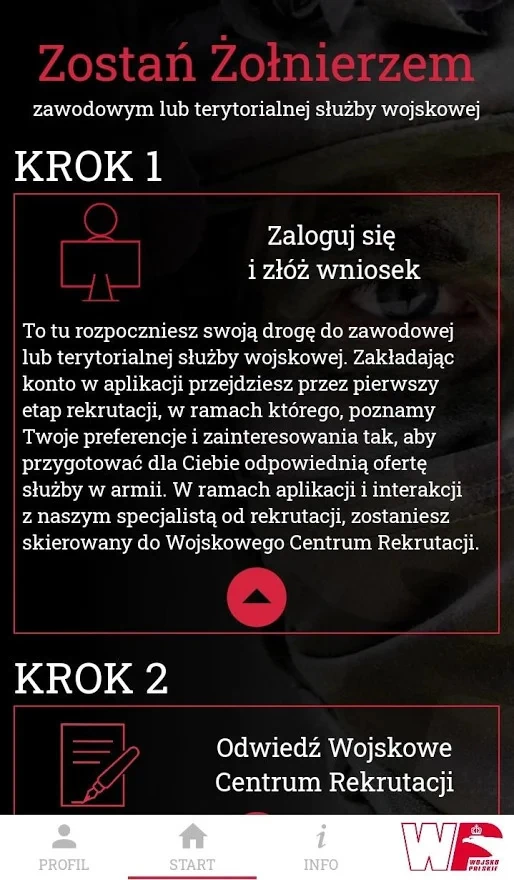 Zostań Żołnierzem
zawodowym lub terytorialnej służby wojskowej
KROK 1
Zaloguj się
i złóż wniosek
To tu rozpoczniesz swoją drogę do zawodowej
lub terytorialnej służby wojskowej. Zakładając
konto w aplikacji przejdziesz przez pierwszy
etap rekrutacji, w ramach którego, poznamy
Twoje preferencje i zainteresowania tak, aby
przygotować dla Ciebie odpowiednią ofertę
służby w armii. W ramach aplikacji i interakcji
z naszym specjalistą od rekrutacji, zostaniesz
skierowany do Wojskowego Centrum Rekrutacji.
KROK 2
Odwiedź Wojskowe
Centrum Rekrutacji
PROFIL
START
INFO
WP
WOJSKO
POLSKIE